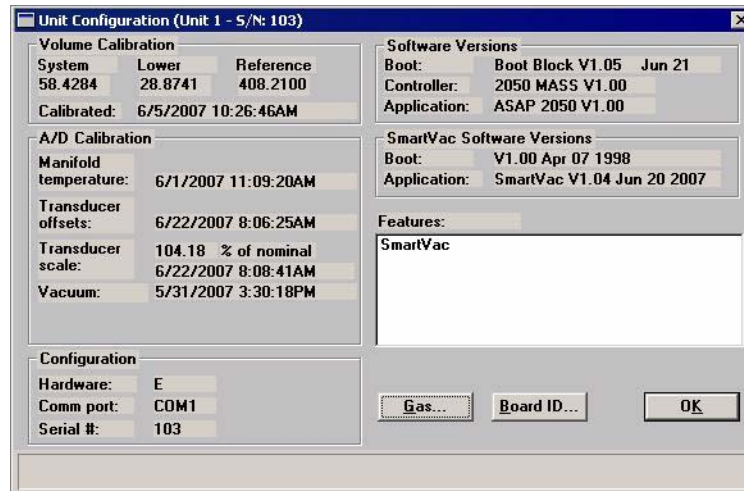 Unit Configuration (Unit 1 - S/N: 103)
Volume Calibration
System Lower Reference
58.4284 28.8741 408.2100
Calibrated: 6/5/2007 10:26:46AM
A/D Calibration
Manifold
temperature: 6/1/2007 11:09:20AM
Transducer
offsets: 6/22/2007 8:06:25AM
Transducer 104.18 % of nominal
scale: 6/22/2007 8:08:41AM
Vacuum: 5/31/2007 3:30:18PM
Configuration
Hardware: E
Comm port: COM1
Serial #: 103
Software Versions
Boot: Boot Block V1.05 Jun 21
Controller: 2050 MASS V1.00
Application: ASAP 2050 V1.00
SmartVac Software Versions
Boot: V1.00 Apr 07 1998
Application: SmartVac V1.04 Jun 20 2007
Features:
SmartVac
Gas... Board ID... OK